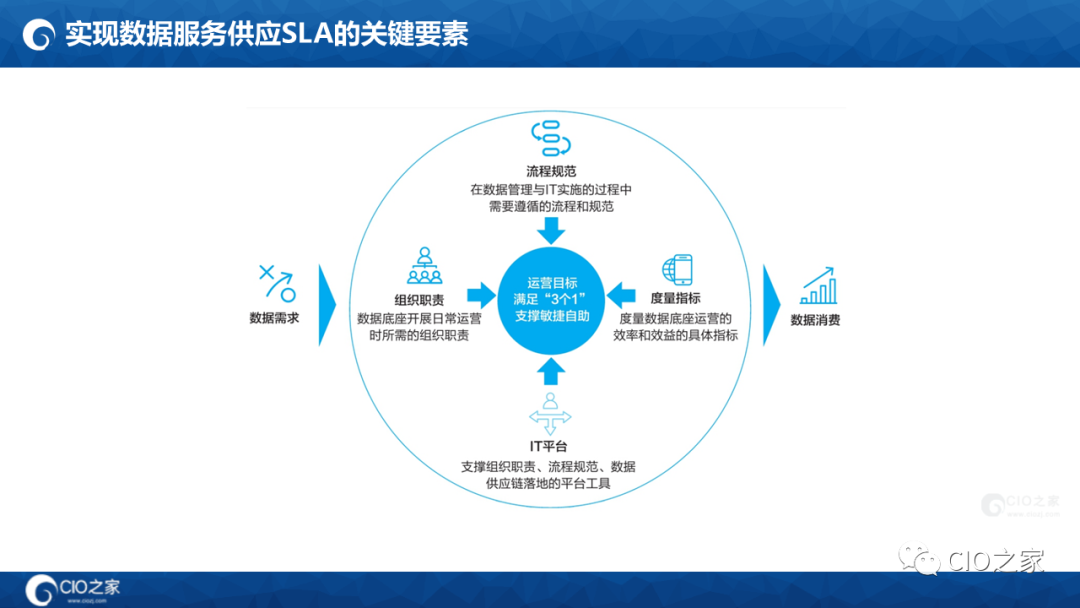 实现数据服务供应SLA的关键要素
流程规范
在数据管理与IT实施的过程中
需要遵循的流程和规范
数据需求
组织职责
数据底座开展日常运营
时所需的组织职责
运营目标
满足“3个1”
支撑敏捷自助
度量指标
度量数据底座运营的
效率和效益的具体指标
数据消费
IT平台
支撑组织职责、流程规范、数据
供应链落地的平台工具
CIO之家
www.ciozj.com
CIO之家
CIO之家
www.ciozj.com